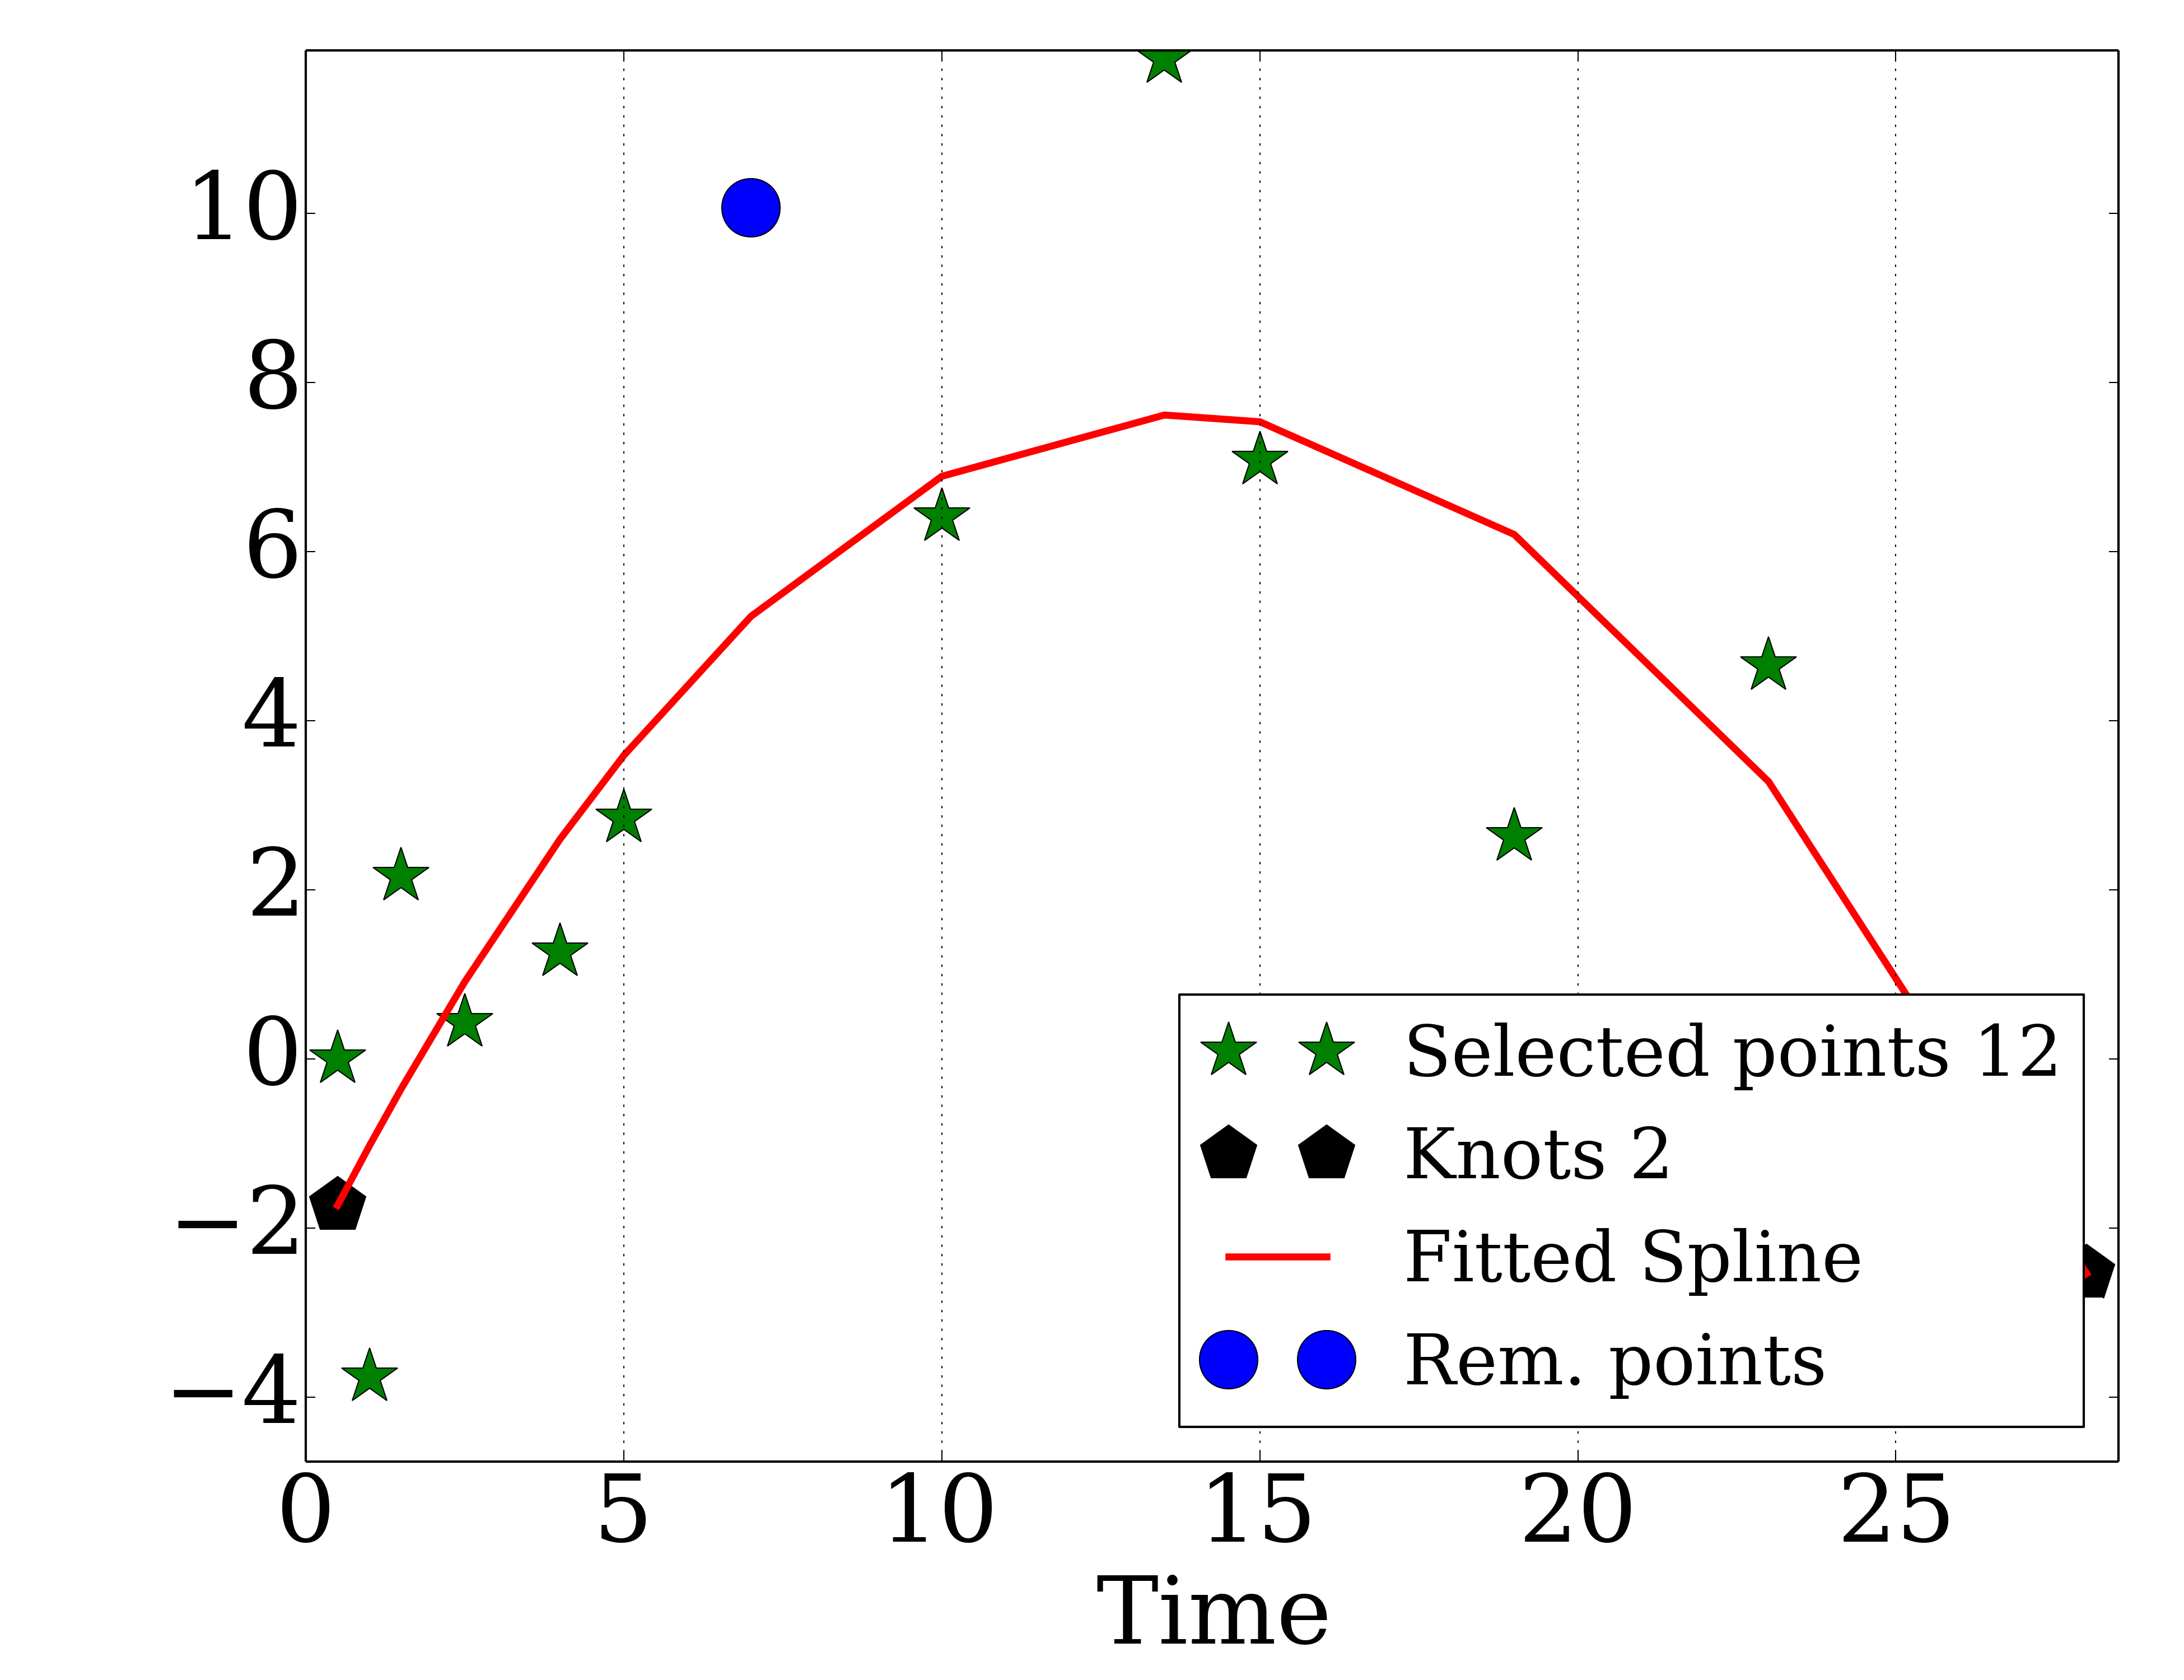 10
8
6
4
2
0
−2
−4
Selected points 12
Knots 2
Fitted Spline
Rem. points
0 5 10 15 20 25
Time